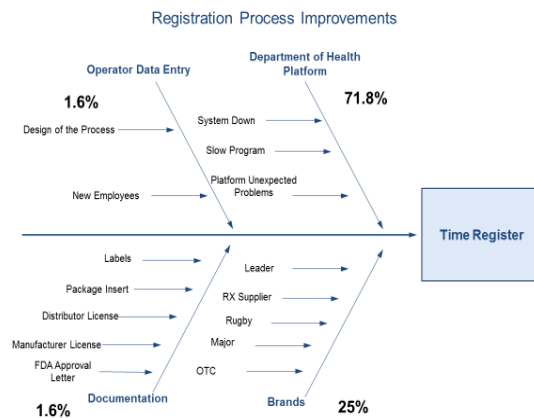 Registration Process Improvements
Operator Data Entry
Department of Health
Platform
1.6%
71.8%
Design of the Process
System Down
Slow Program
New Employees
Platform Unexpected
Problems
Time Register
Labels
Leader
Package Insert
RX Supplier
Distributor License
Rugby
Manufacturer License
Major
FDA Approval
Letter
OTC
1.6%
Documentation
Brands
25%